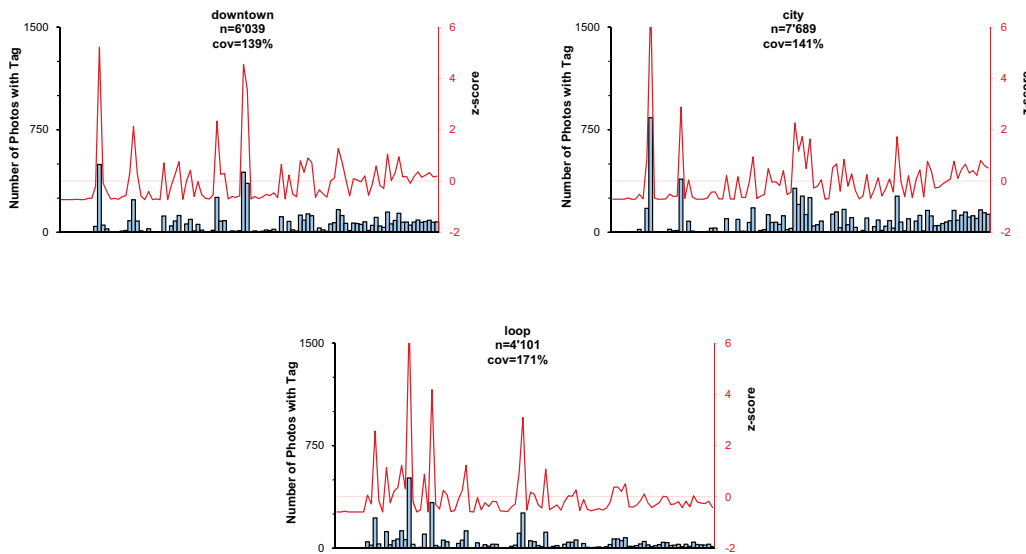 downtown
n=6'039
cov=139%
1500
750
0
Number of Photos with Tag
6
4
2
0
-2
z-score
city
n=7'689
cov=141%
1500
750
0
Number of Photos with Tag
6
4
2
0
-2
z-score
loop
n=4'101
cov=171%
1500
750
0
Number of Photos with Tag
6
4
2
0
-2
z-score